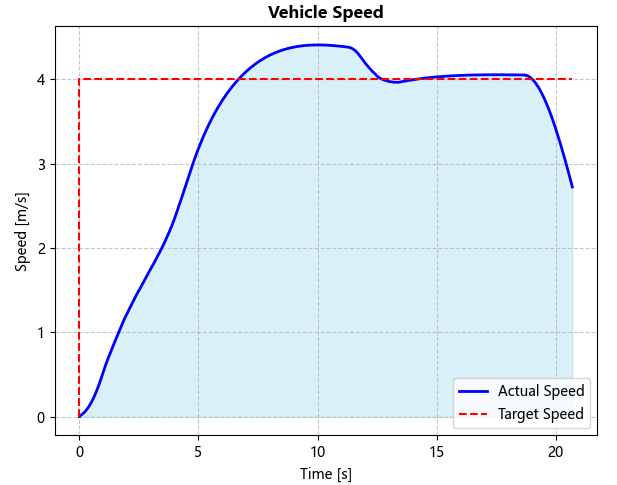 Vehicle Speed
Speed [m/s]
4
3
2
1
0
0 5 10 15 20
Time [s]
Actual Speed
Target Speed